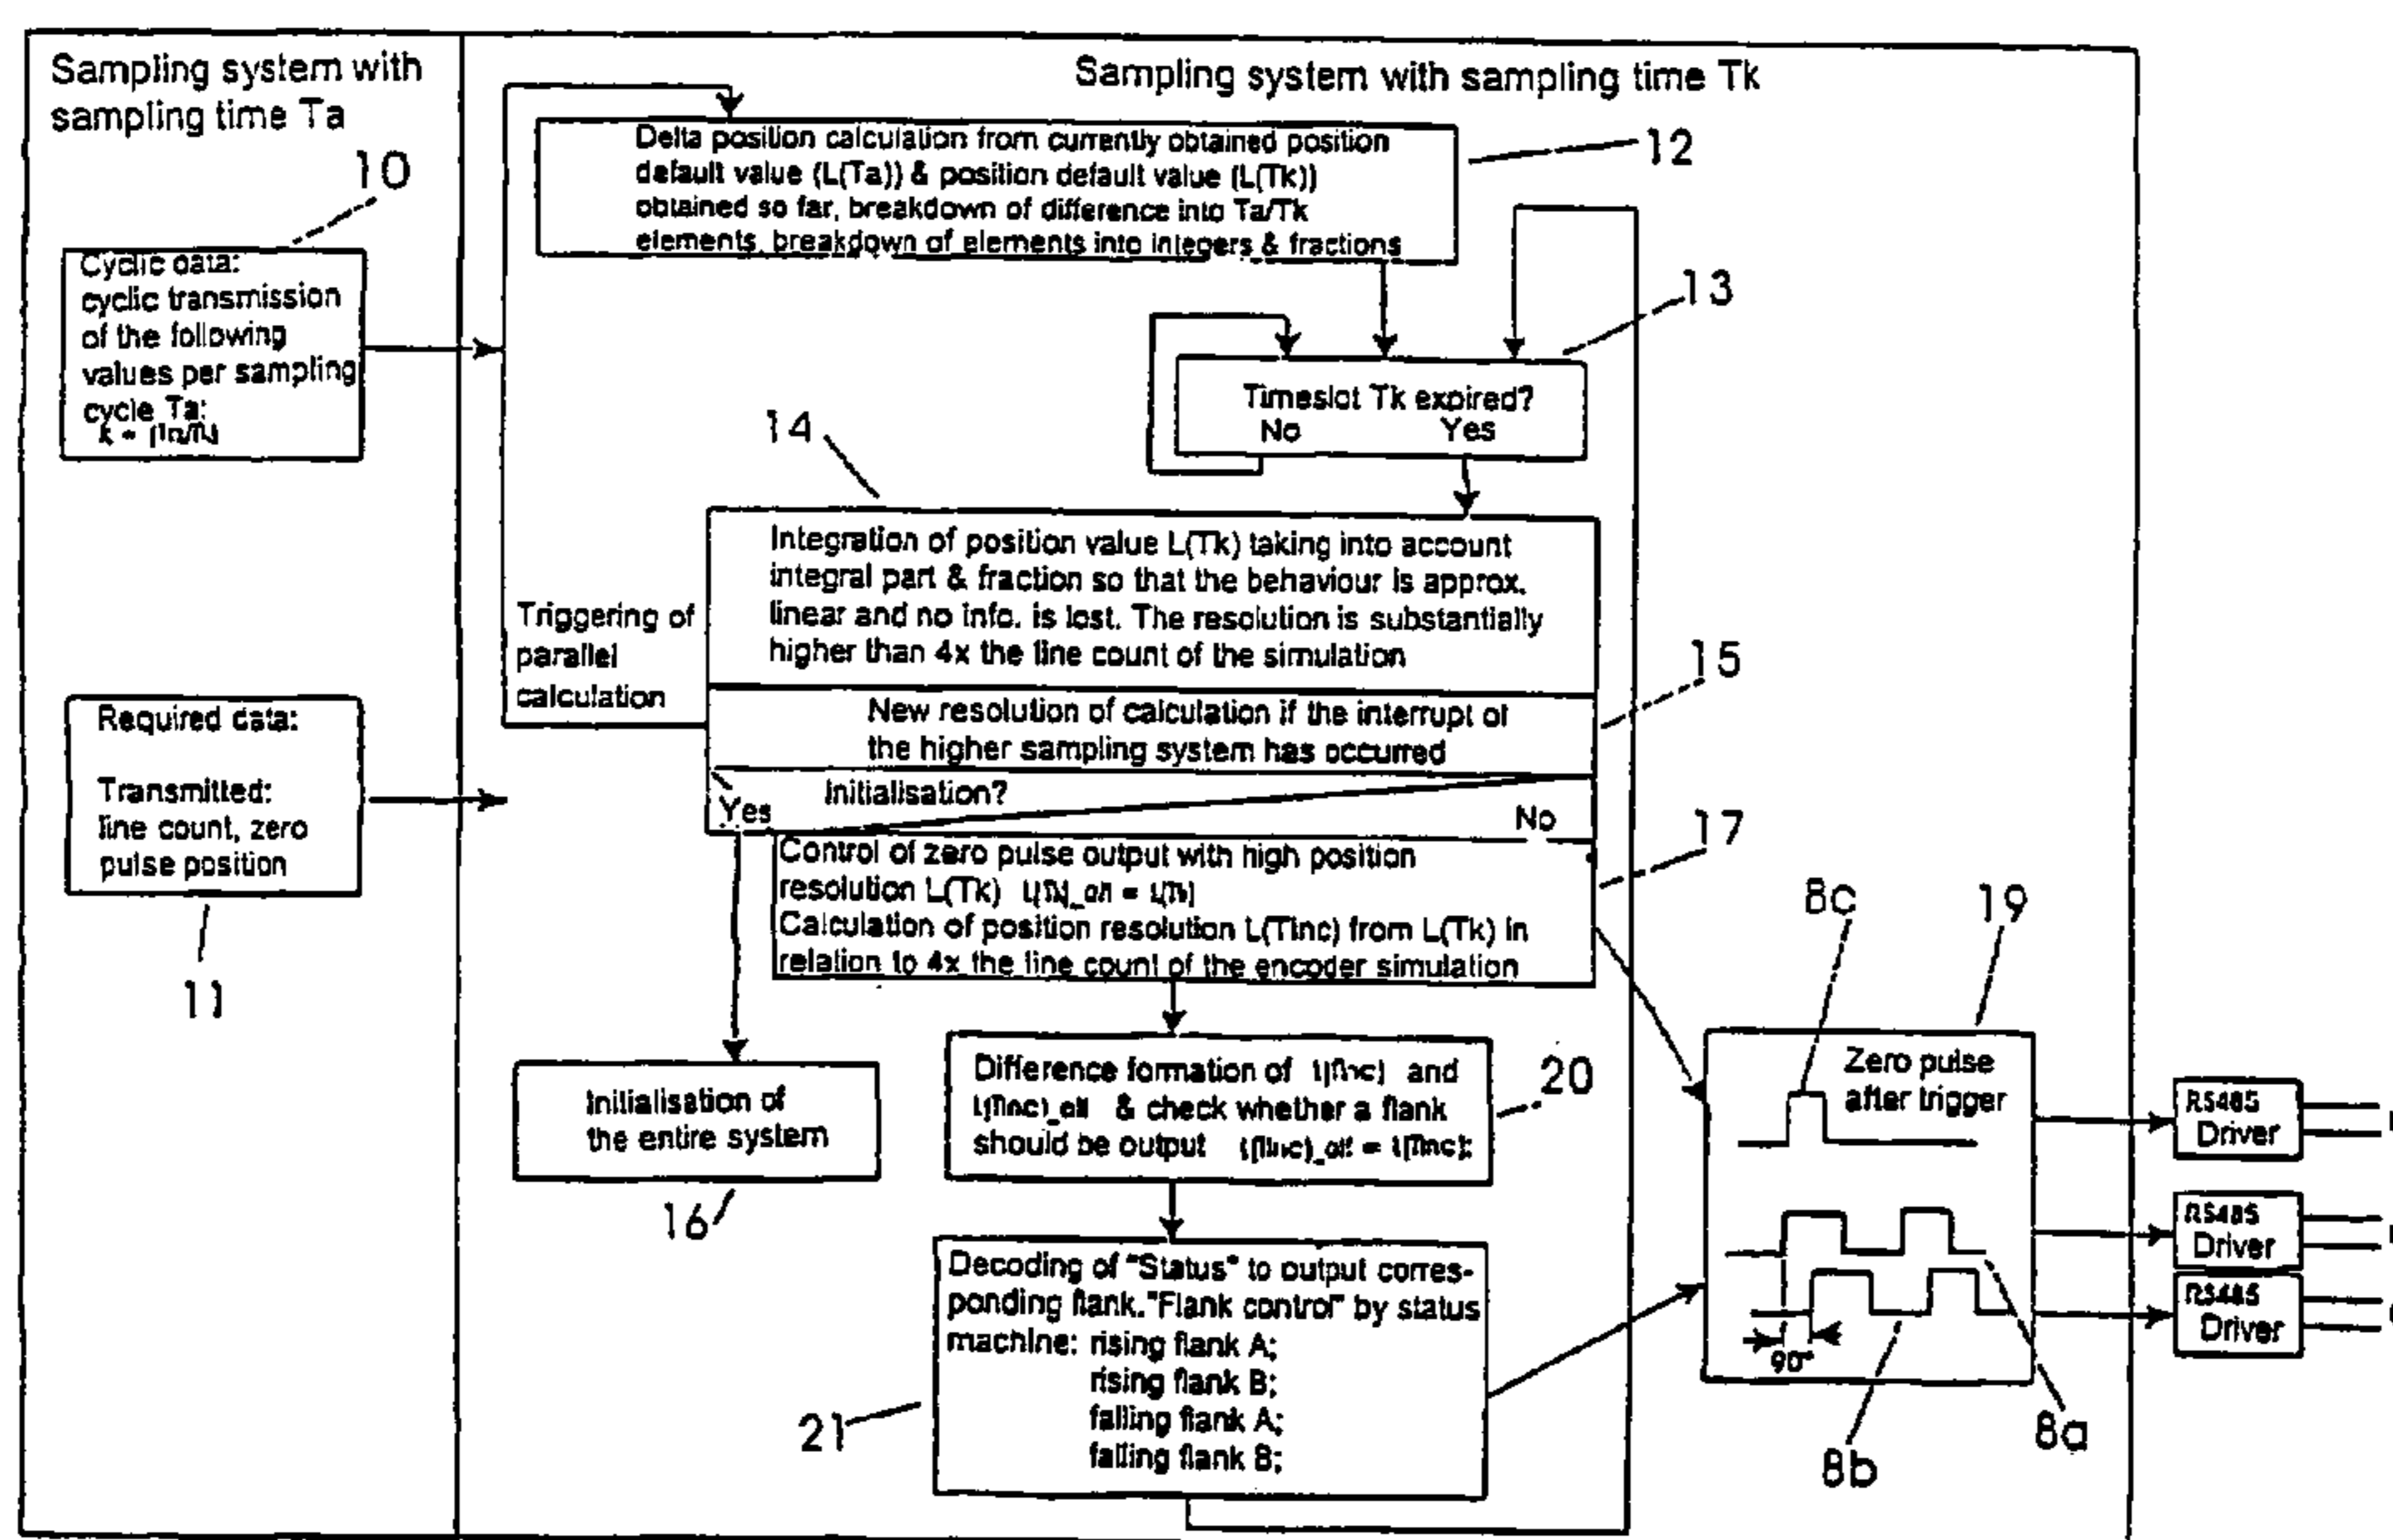 Sampling system with
sampling time Ta
Sampling system with sampling time Tk
10
Cyclic data:
cyclic transmission
of the following
values per sampling
cycle Ta:
Delta position calculation from currently obtained position
default value (L(Ta)) & position default value (L(Tk))
obtained so far, breakdown of difference into Ta/Tk
elements, breakdown of elements into integers & fractions
12
13
Timeslot Tk expired?
No Yes
14
Integration of position value L(Tk) taking into account
integral part & fraction so that the behaviour is approx.
linear and no info. is lost. The resolution is substantially
higher than 4x the line count of the simulation
Triggering of
parallel
calculation
15
New resolution of calculation if the interrupt of
the higher sampling system has occurred
Required data:
Transmitted:
line count, zero
pulse position
11
Initialisation?
Yes No
17
Control of zero pulse output with high position
resolution L(Tk)
Calculation of position resolution L(Tinc) from L(Tk) in
relation to 4x the line count of the encoder simulation
Initialisation of
the entire system
16
Difference formation of and
& check whether a flank
should be output
20
Decoding of "Status" to output corres-
ponding flank. "Flank control" by status
machine: rising flank A;
rising flank B;
falling flank A;
falling flank B;
21
8c
19
Zero pulse
after trigger
90°
8b
8a
RS485
Driver
RS485
Driver
RS485
Driver